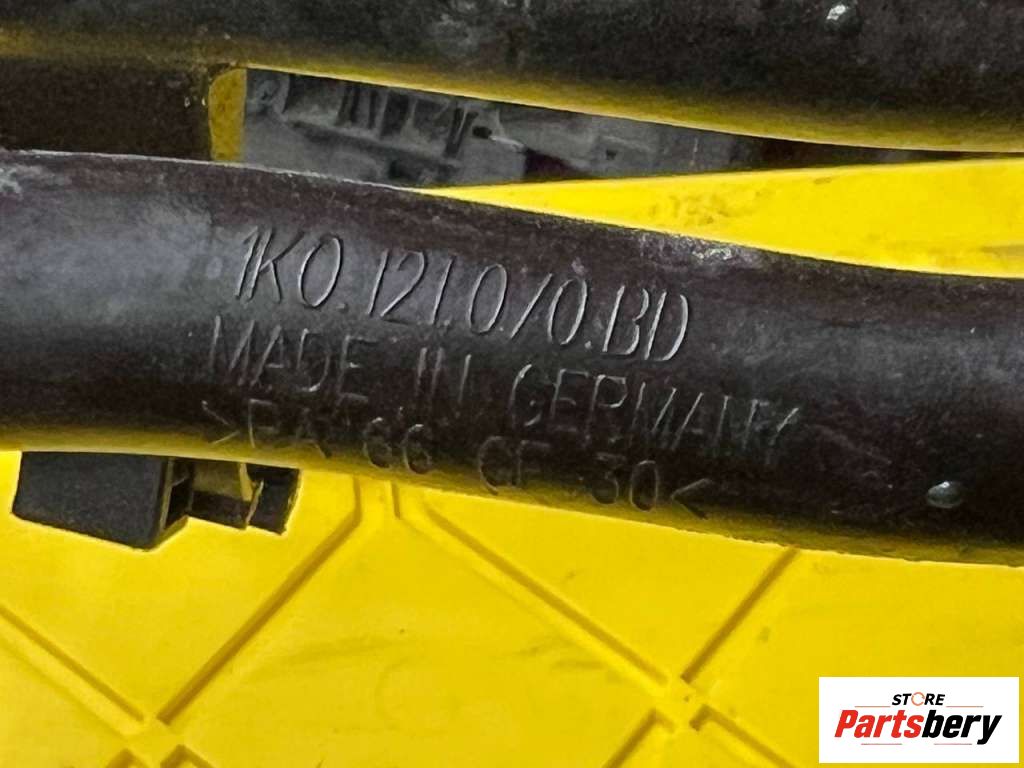 1K0.121.070.BD
MADE IN GERMANY
>PA 66 GF 30<
STORE
Partsbery